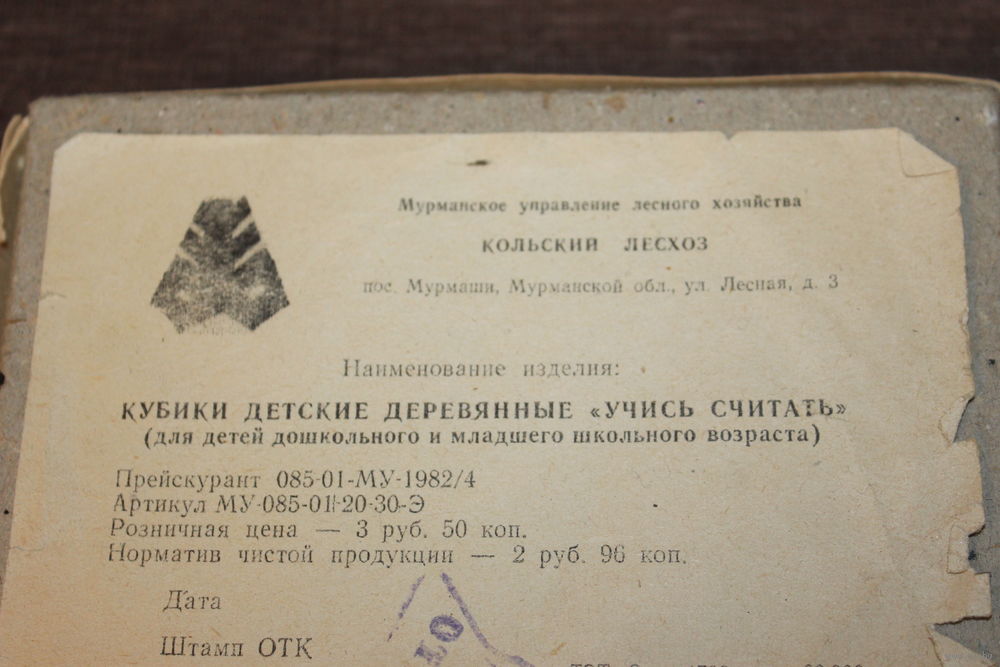 Мурманское управление лесного хозяйства
КОЛЬСКИЙ ЛЕСХОЗ
пос. Мурмаши, Мурманской обл., ул. Лесная, д. 3
Наименование изделия:
КУБИКИ ДЕТСКИЕ ДЕРЕВЯННЫЕ «УЧИСЬ СЧИТАТЬ»
(для детей дошкольного и младшего школьного возраста)
Прейскурант 085-01-МУ-1982/4
Артикул МУ-085-01-20-30-Э
Розничная цена — 3 руб. 50 коп.
Норматив чистой продукции — 2 руб. 96 коп.
Дата
Штамп ОТК